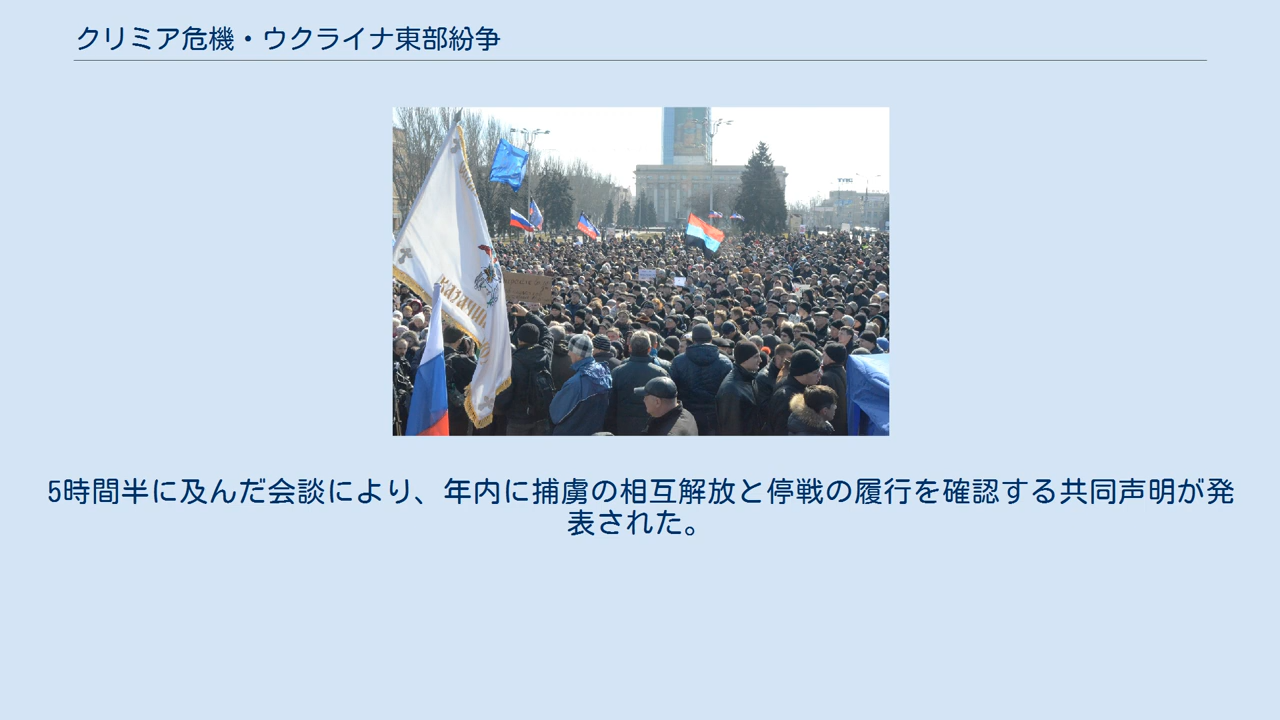 クリミア危機・ウクライナ東部紛争
5時間半に及んだ会談により、年内に捕虜の相互解放と停戦の履行を確認する共同声明が発
表された。